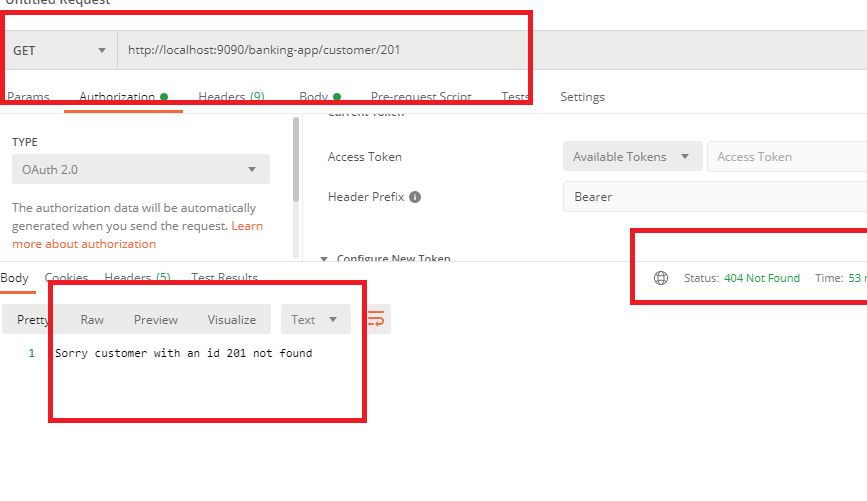 Untitled Request
GET http://localhost:9090/banking-app/customer/201
Params Authorization Headers (9) Body Pre-request Script Tests Settings
TYPE
OAuth 2.0
The authorization data will be automatically
generated when you send the request. Learn
more about authorization
Current Token
Access Token Available Tokens Access Token
Header Prefix Bearer
Configure New Token
Body Cookies Headers (5) Test Results Status: 404 Not Found Time: 53
Pretty Raw Preview Visualize Text
1 Sorry customer with an id 201 not found